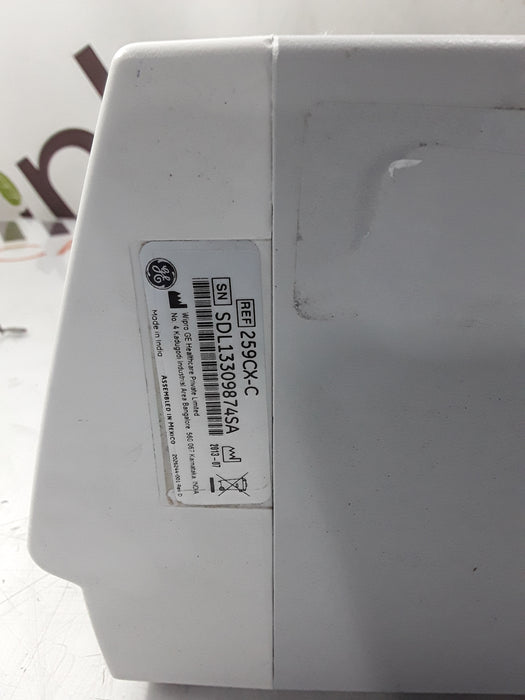 GE
REF 259CX-C
SN SDL13309874SA
2013-07
Wipro GE Healthcare Private Limited
No. 4 Kadugodi Industrial Area Bangalore 560 067 Karnataka, INDIA
Made in India
ASSEMBLED IN MEXICO